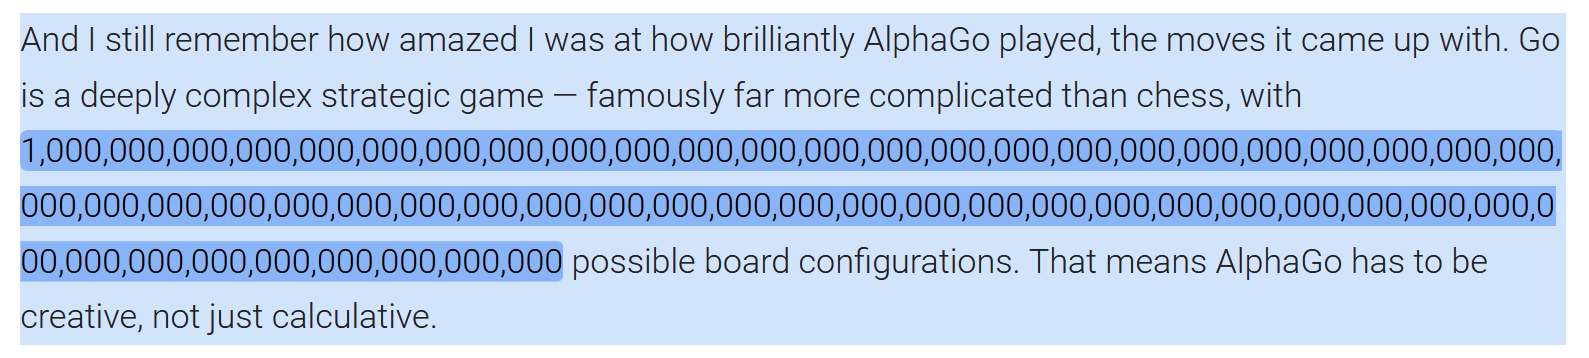 And I still remember how amazed I was at how brilliantly AlphaGo played, the moves it came up with. Go
is a deeply complex strategic game — famously far more complicated than chess, with
1,000,000,000,000,000,000,000,000,000,000,000,000,000,000,000,000,000,000,000,000,000,000,000,000,
000,000,000,000,000,000,000,000,000,000,000,000,000,000,000,000,000,000,000,000,000,000,000,000,0
00,000,000,000,000,000,000,000,000 possible board configurations. That means AlphaGo has to be
creative, not just calculative.